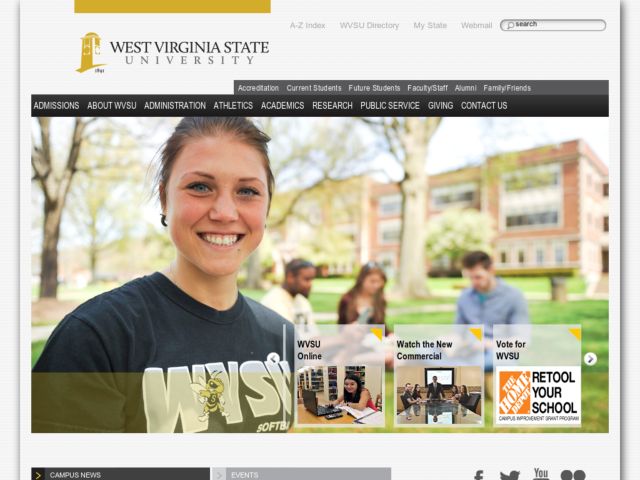 A-Z Index WVSU Directory My State Webmail search
WEST VIRGINIA STATE
UNIVERSITY
1891
Accreditation Current Students Future Students Faculty/Staff Alumni Family/Friends
ADMISSIONS ABOUT WVSU ADMINISTRATION ATHLETICS ACADEMICS RESEARCH PUBLIC SERVICE GIVING CONTACT US
WVSU
SOFTB
WVSU
Online
Watch the New
Commercial
Vote for
WVSU
THE
HOME
DEPOT
RETOOL
YOUR
SCHOOL
CAMPUS IMPROVEMENT GRANT PROGRAM
CAMPUS NEWS
EVENTS
You